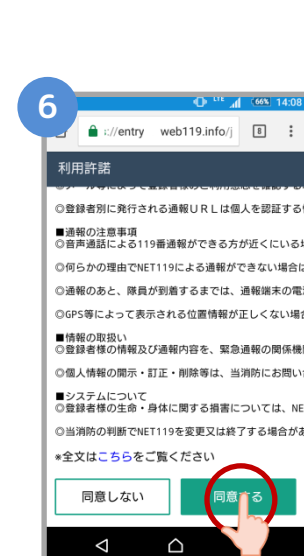 6
LTE 66% 14:08
://entry web119.info/j 8
利用許諾
◎登録者別に発行される通報ＵＲＬは個人を認証する
■通報の注意事項
◎音声通話による119番通報ができる方が近くにいる
◎何らかの理由でNET119による通報ができない場合は
◎通報のあと、隊員が到着するまでは、通報端末の電
◎GPS等によって表示される位置情報が正しくない場
■情報の取扱い
◎登録者様の情報及び通報内容を、緊急通報の関係機
◎個人情報の開示・訂正・削除等は、当消防にお問い
■システムについて
◎登録者様の生命・身体に関する損害については、NE
◎当消防の判断でNET119を変更又は終了する場合が
※全文はこちらをご覧ください
同意しない
同意する